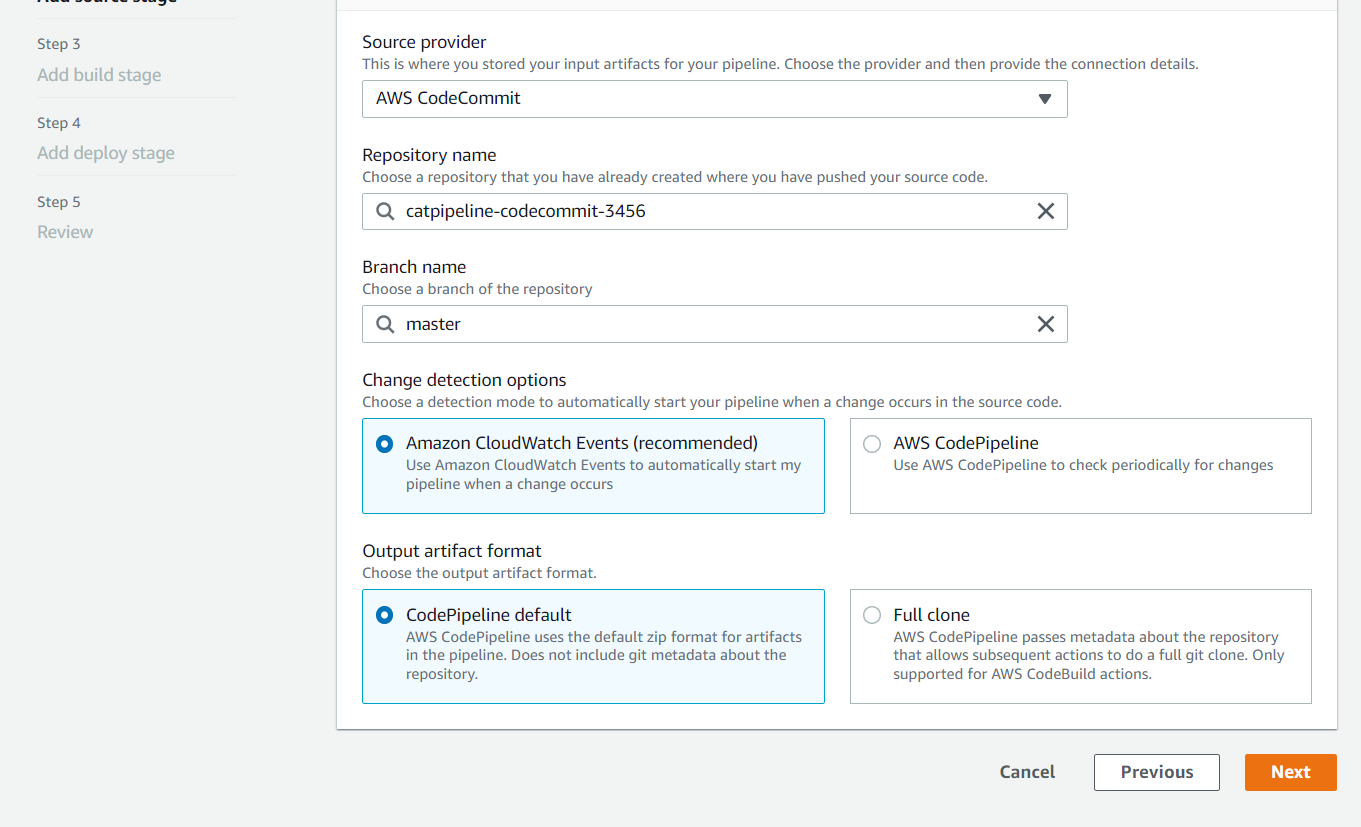 Add source stage
Step 3
Add build stage
Step 4
Add deploy stage
Step 5
Review
Source provider
This is where you stored your input artifacts for your pipeline. Choose the provider and then provide the connection details.
AWS CodeCommit
Repository name
Choose a repository that you have already created where you have pushed your source code.
catpipeline-codecommit-3456
Branch name
Choose a branch of the repository
master
Change detection options
Choose a detection mode to automatically start your pipeline when a change occurs in the source code.
Amazon CloudWatch Events (recommended)
Use Amazon CloudWatch Events to automatically start my
pipeline when a change occurs
AWS CodePipeline
Use AWS CodePipeline to check periodically for changes
Output artifact format
Choose the output artifact format.
CodePipeline default
AWS CodePipeline uses the default zip format for artifacts
in the pipeline. Does not include git metadata about the
repository.
Full clone
AWS CodePipeline passes metadata about the repository
that allows subsequent actions to do a full git clone. Only
supported for AWS CodeBuild actions.
Cancel
Previous
Next